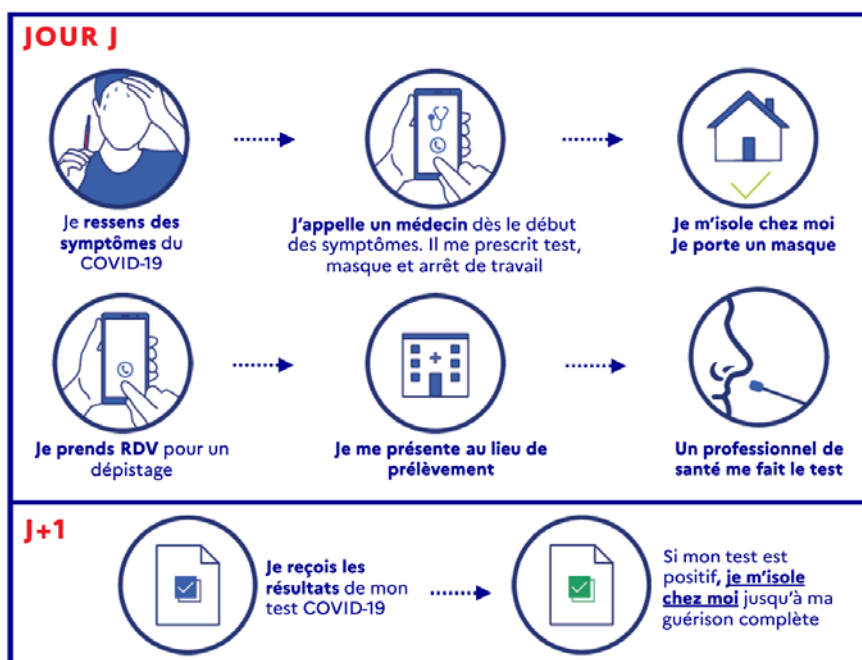 JOUR J
Je ressens des
symptômes du
COVID-19
J'appelle un médecin dès le début
des symptômes. Il me prescrit test,
masque et arrêt de travail
Je m'isole chez moi
Je porte un masque
Je prends RDV pour un
dépistage
Je me présente au lieu de
prélèvement
Un professionnel de
santé me fait le test
J+1
Je reçois les
résultats de mon
test COVID-19
Si mon test est
positif, je m'isole
chez moi jusqu'à ma
guérison complète